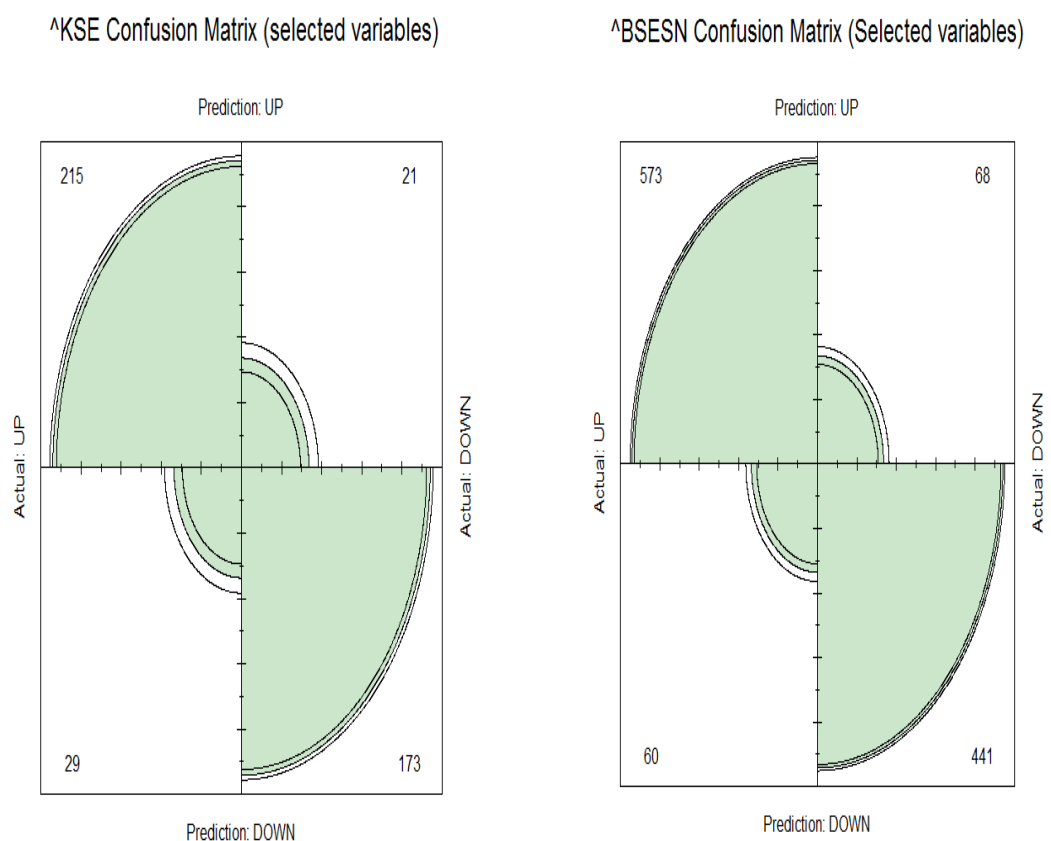 ^KSE Confusion Matrix (selected variables)
Prediction: UP
215
21
Actual: UP
Actual: DOWN
29
173
Prediction: DOWN
^BSESN Confusion Matrix (Selected variables)
Prediction: UP
573
68
Actual: UP
Actual: DOWN
60
441
Prediction: DOWN